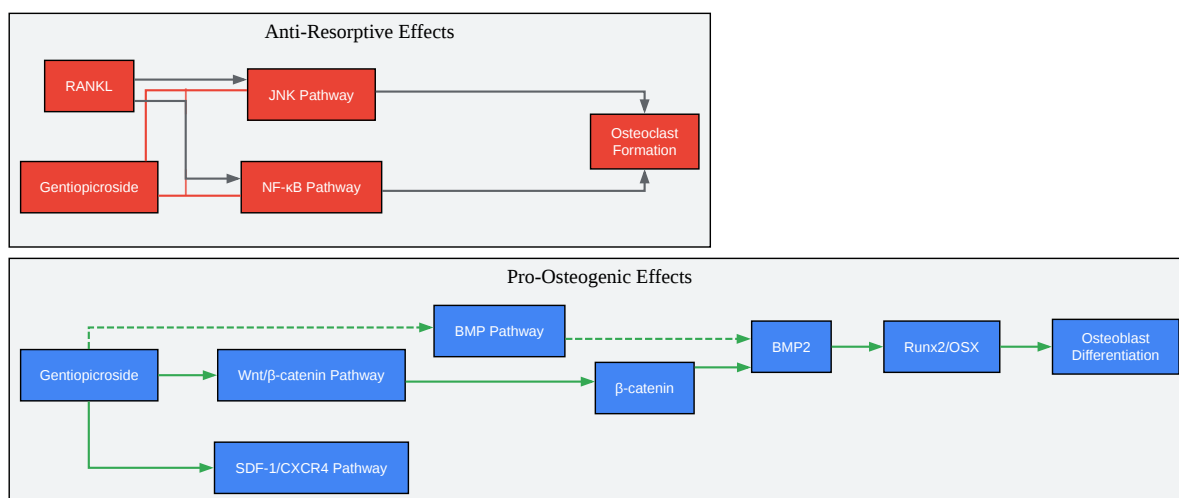 Anti-Resorptive Effects
RANKL
JNK Pathway
Osteoclast
Formation
Gentiopicroside
NF-κB Pathway
Pro-Osteogenic Effects
BMP Pathway
BMP2
Runx2/OSX
Osteoblast
Differentiation
Gentiopicroside
Wnt/β-catenin Pathway
β-catenin
SDF-1/CXCR4 Pathway